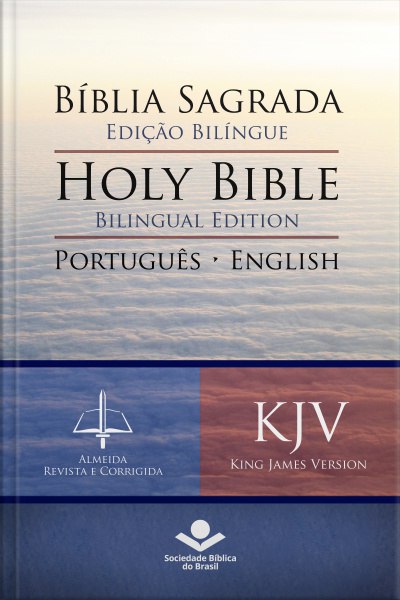 Bíblia Sagrada
Edição Bilíngue
Holy Bible
Bilingual Edition
Português · English
Almeida
Revista e Corrigida
KJV
King James Version
Sociedade Bíblica
do Brasil